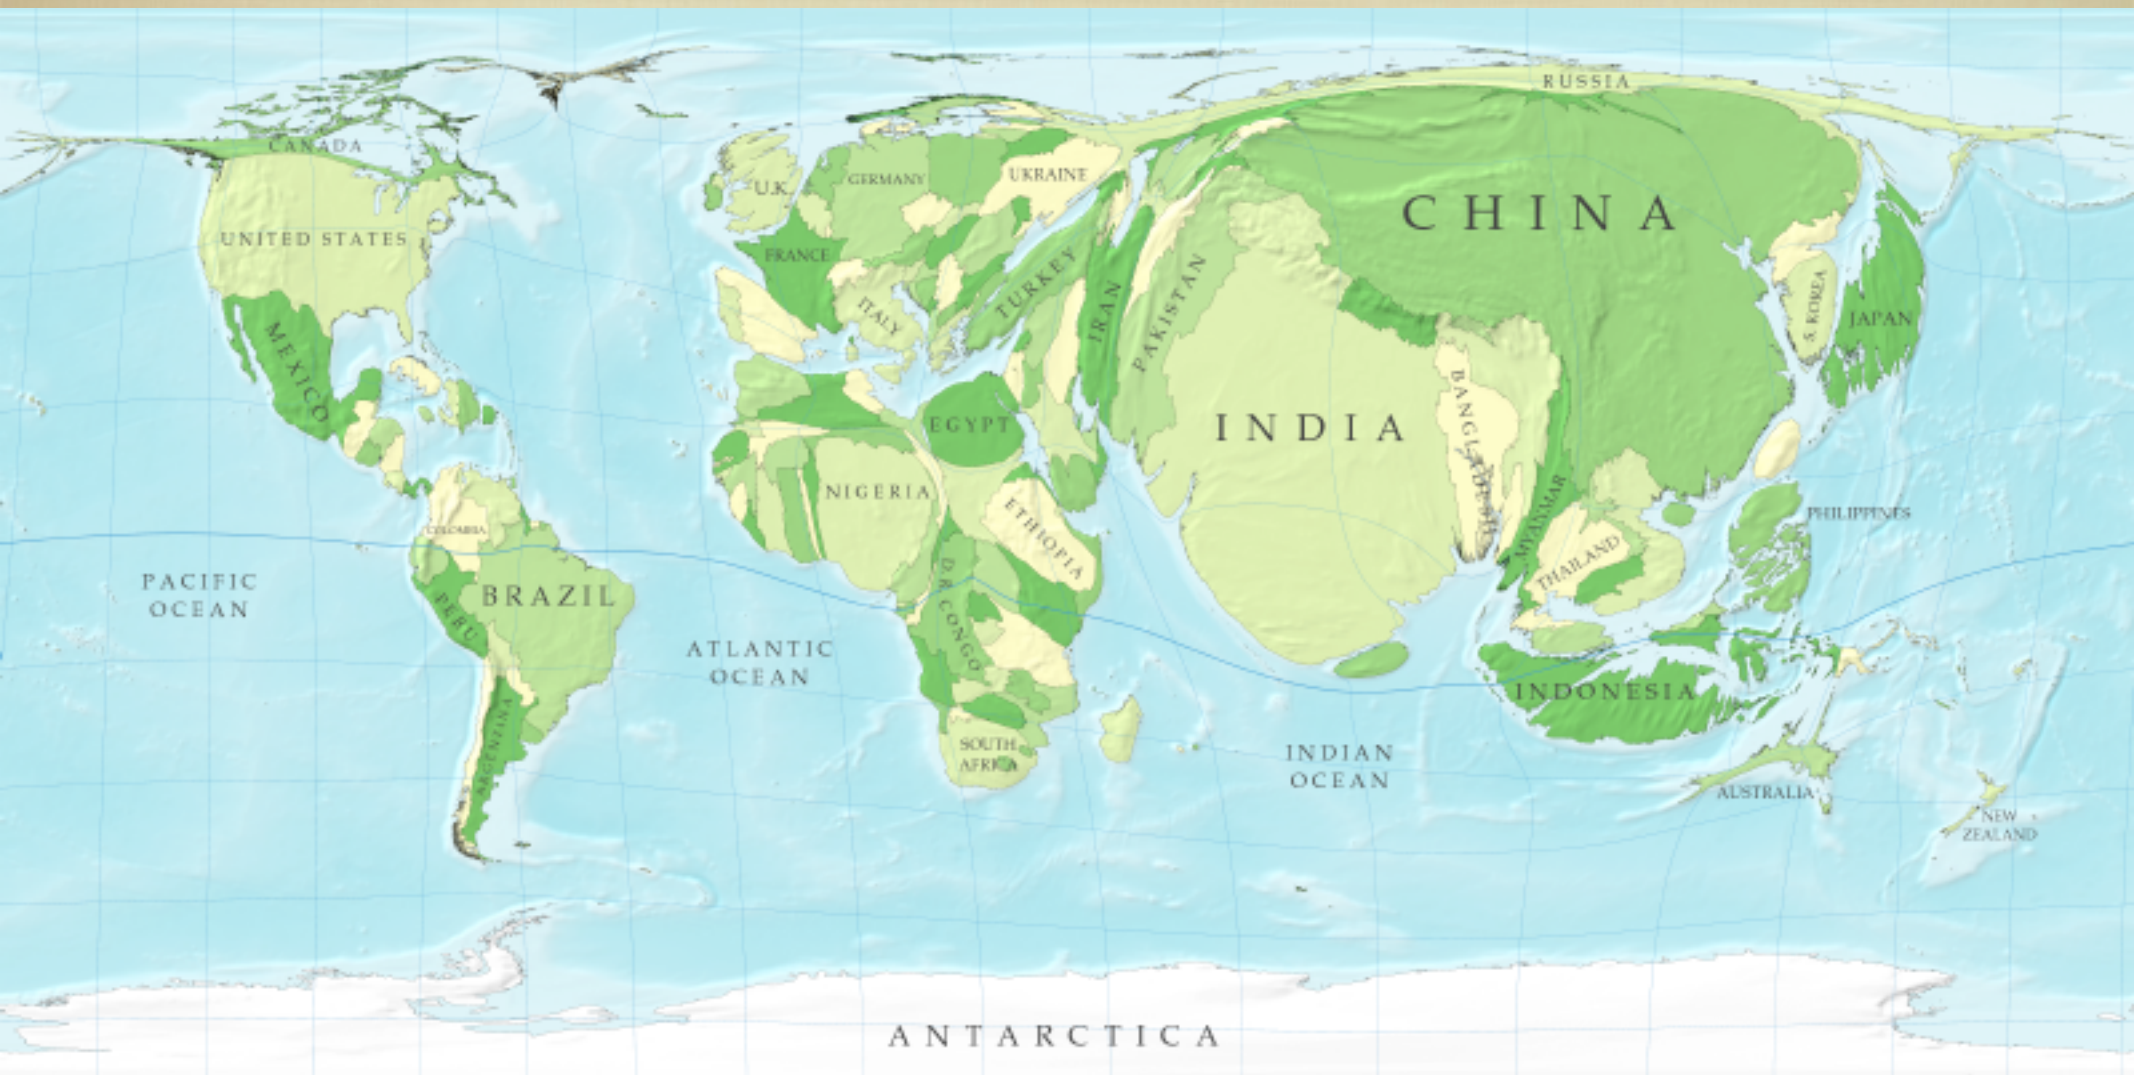 RUSSIA
CANADA
UNITED STATES
MEXICO
U.K.
GERMANY
UKRAINE
FRANCE
ITALY
TURKEY
IRAN
PAKISTAN
CHINA
S. KOREA
JAPAN
INDIA
BANGLADESH
EGYPT
NIGERIA
ETHIOPIA
MYANMAR
THAILAND
PHILIPPINES
COLOMBIA
BRAZIL
PERU
D.R. CONGO
PACIFIC
OCEAN
ATLANTIC
OCEAN
INDONESIA
ARGENTINA
SOUTH
AFRICA
INDIAN
OCEAN
AUSTRALIA
NEW
ZEALAND
ANTARCTICA